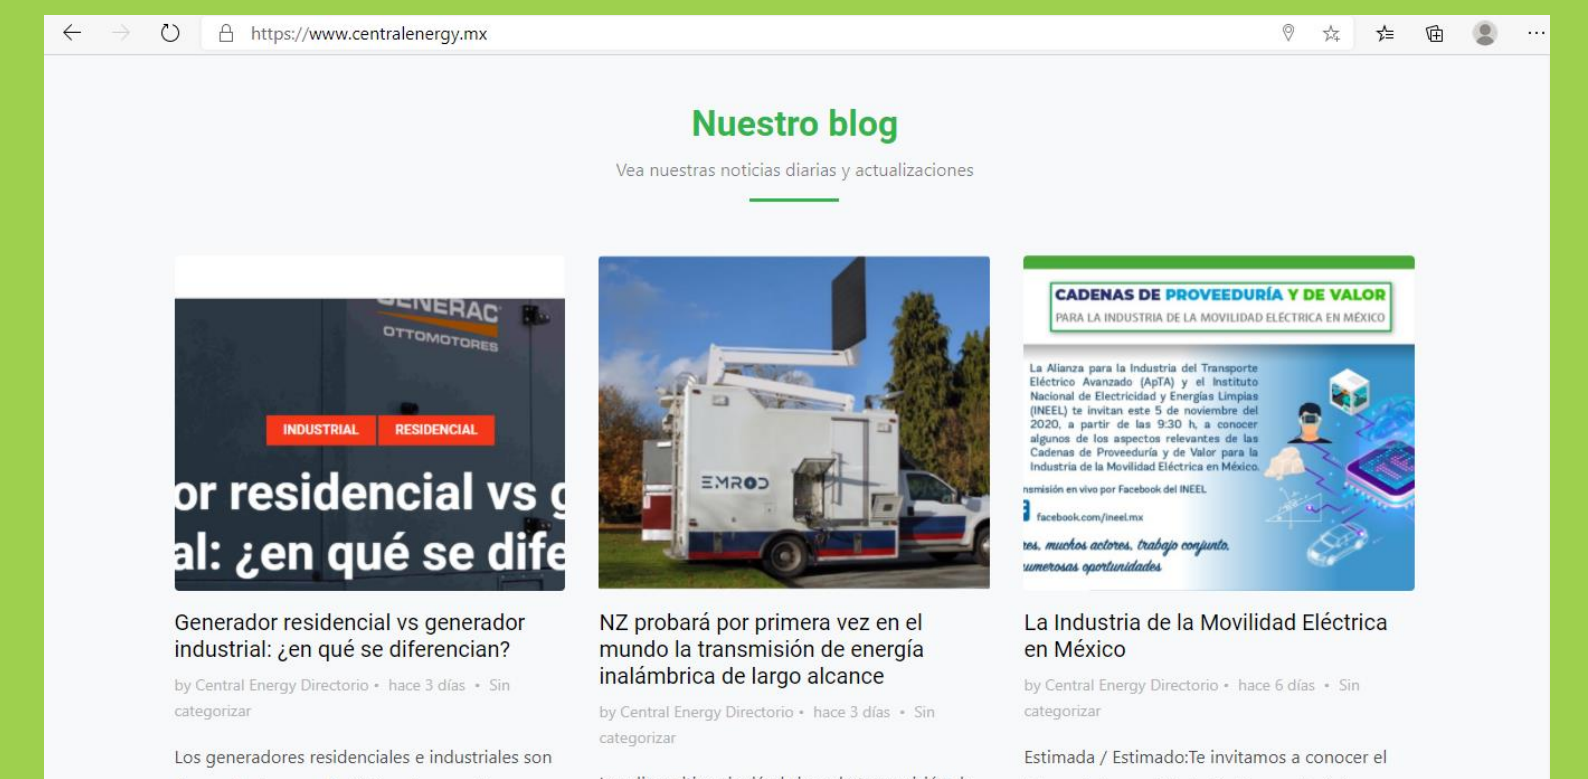 https://www.centralenergy.mx
Nuestro blog
Vea nuestras noticias diarias y actualizaciones
GENERAC
OTTOMOTORES
INDUSTRIAL RESIDENCIAL
or residencial vs g
al: ¿en qué se dife
Generador residencial vs generador
industrial: ¿en qué se diferencian?
by Central Energy Directorio • hace 3 días • Sin
categorizar
Los generadores residenciales e industriales son
EMROD
NZ probará por primera vez en el
mundo la transmisión de energía
inalámbrica de largo alcance
by Central Energy Directorio • hace 3 días • Sin
categorizar
CADENAS DE PROVEEDURÍA Y DE VALOR
PARA LA INDUSTRIA DE LA MOVILIDAD ELÉCTRICA EN MÉXICO
La Alianza para la Industria del Transporte
Eléctrico Avanzado (ApTA) y el Instituto
Nacional de Electricidad y Energías Limpias
(INEEL) te invitan este 5 de noviembre del
2020, a partir de las 9:30 h, a conocer
algunos de los aspectos relevantes de las
Cadenas de Proveeduría y de Valor para la
Industria de la Movilidad Eléctrica en México.
nsmisión en vivo por Facebook del INEEL
facebook.com/ineel.mx
res, muchos actores, trabajo conjunto,
umerosas oportunidades
La Industria de la Movilidad Eléctrica
en México
by Central Energy Directorio • hace 6 días • Sin
categorizar
Estimada / Estimado:Te invitamos a conocer el